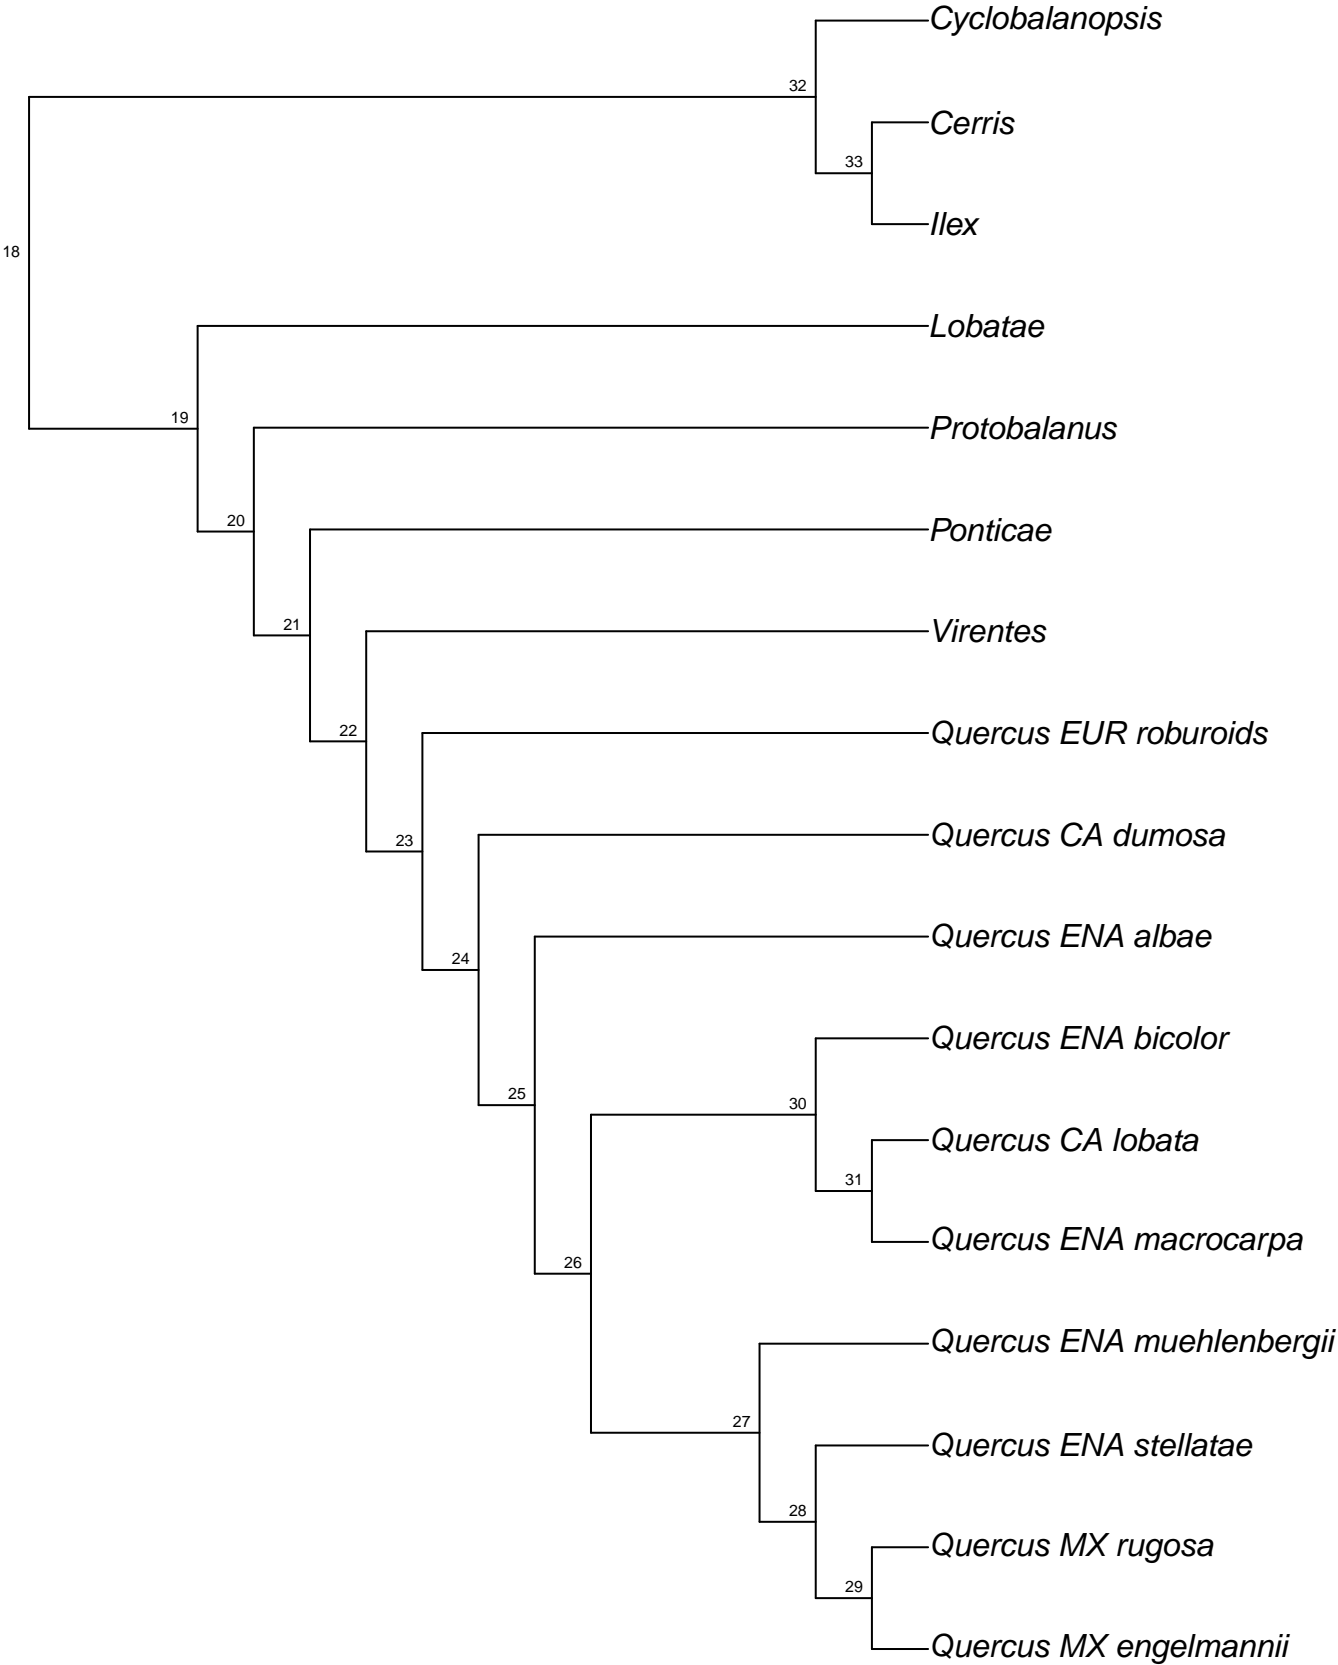 Cyclobalanopsis
32
Cerris
33
Ilex
18
Lobatae
19
Protobalanus
20
Ponticae
21
Virentes
22
Quercus EUR roburoids
23
Quercus CA dumosa
24
Quercus ENA albae
25
Quercus ENA bicolor
30
Quercus CA lobata
31
Quercus ENA macrocarpa
26
Quercus ENA muehlenbergii
27
Quercus ENA stellatae
28
Quercus MX rugosa
29
Quercus MX engelmannii